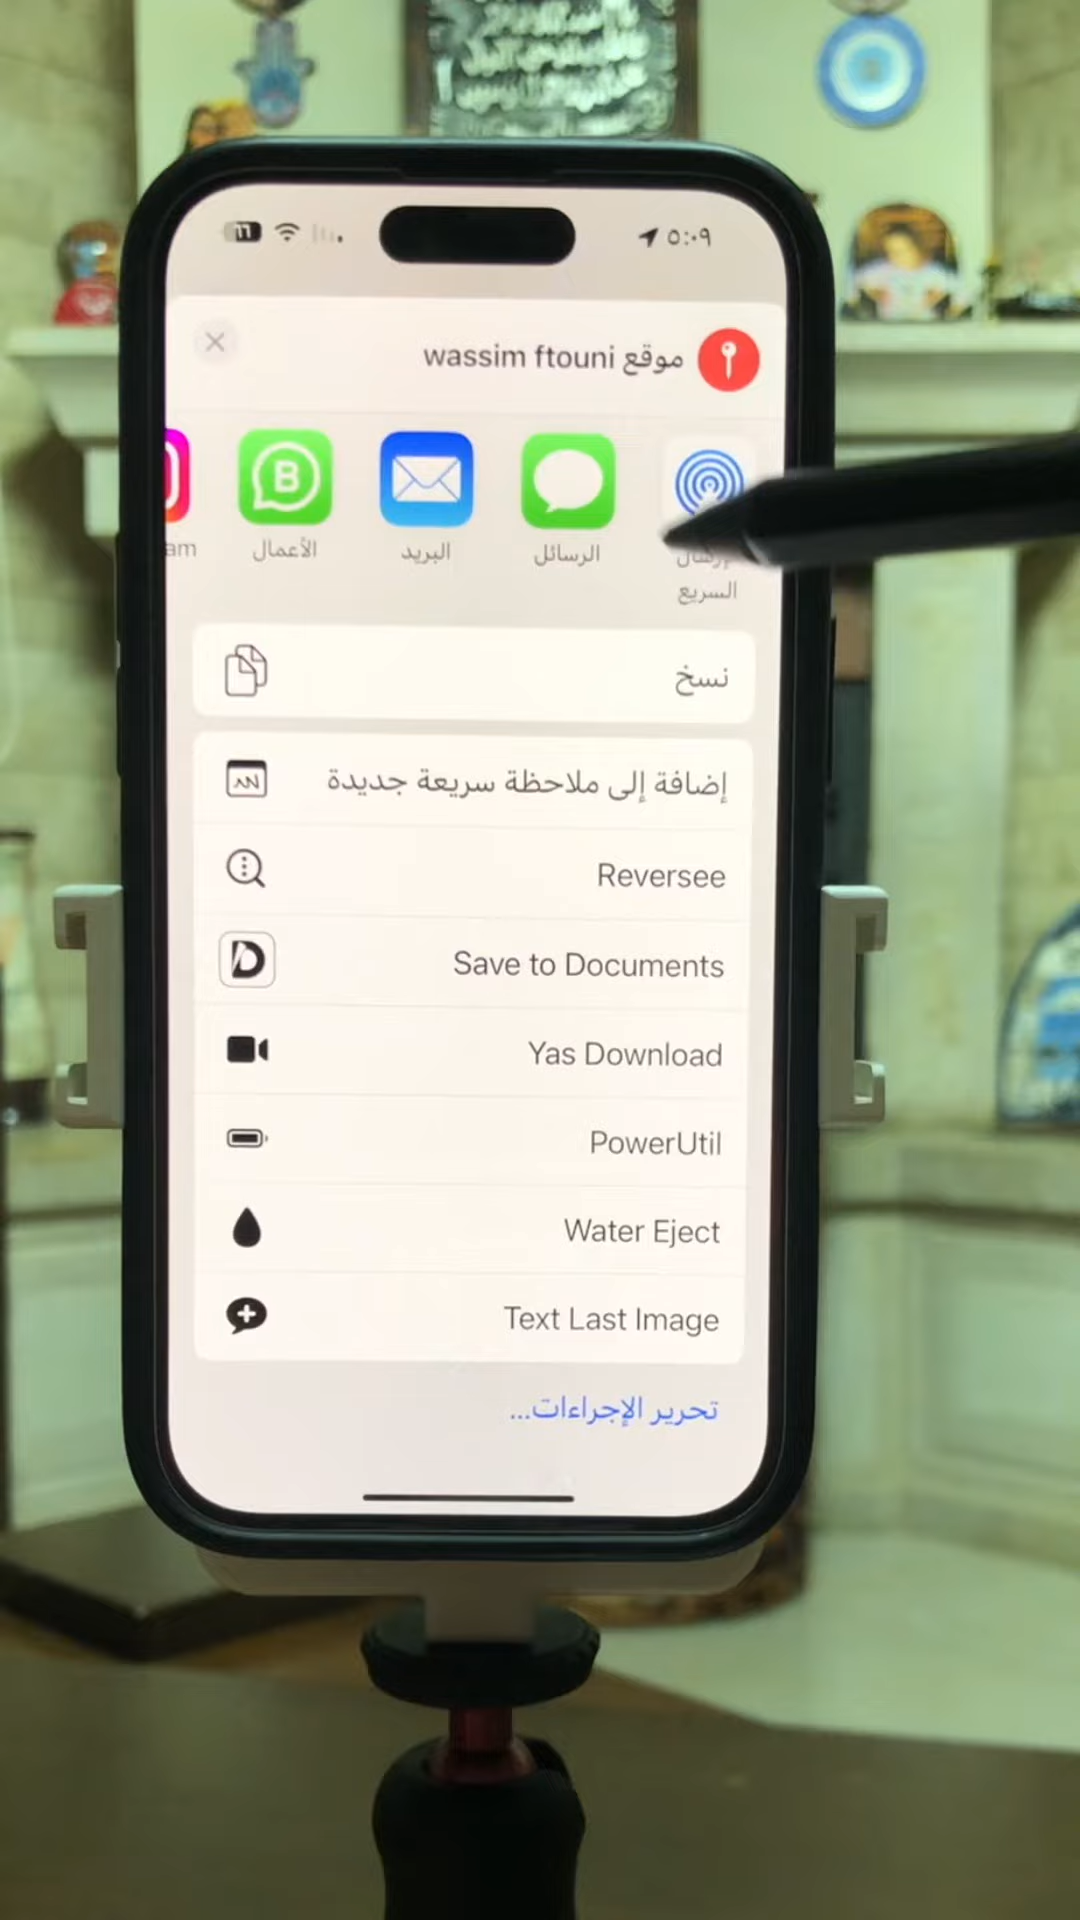 ٥:٠٩
77
موقع wassim ftouni
السريع
الرسائل
البريد
الأعمال
B
am
نسخ
إضافة إلى ملاحظة سريعة جديدة
Reversee
Save to Documents
Yas Download
PowerUtil
Water Eject
Text Last Image
تحرير الإجراءات...